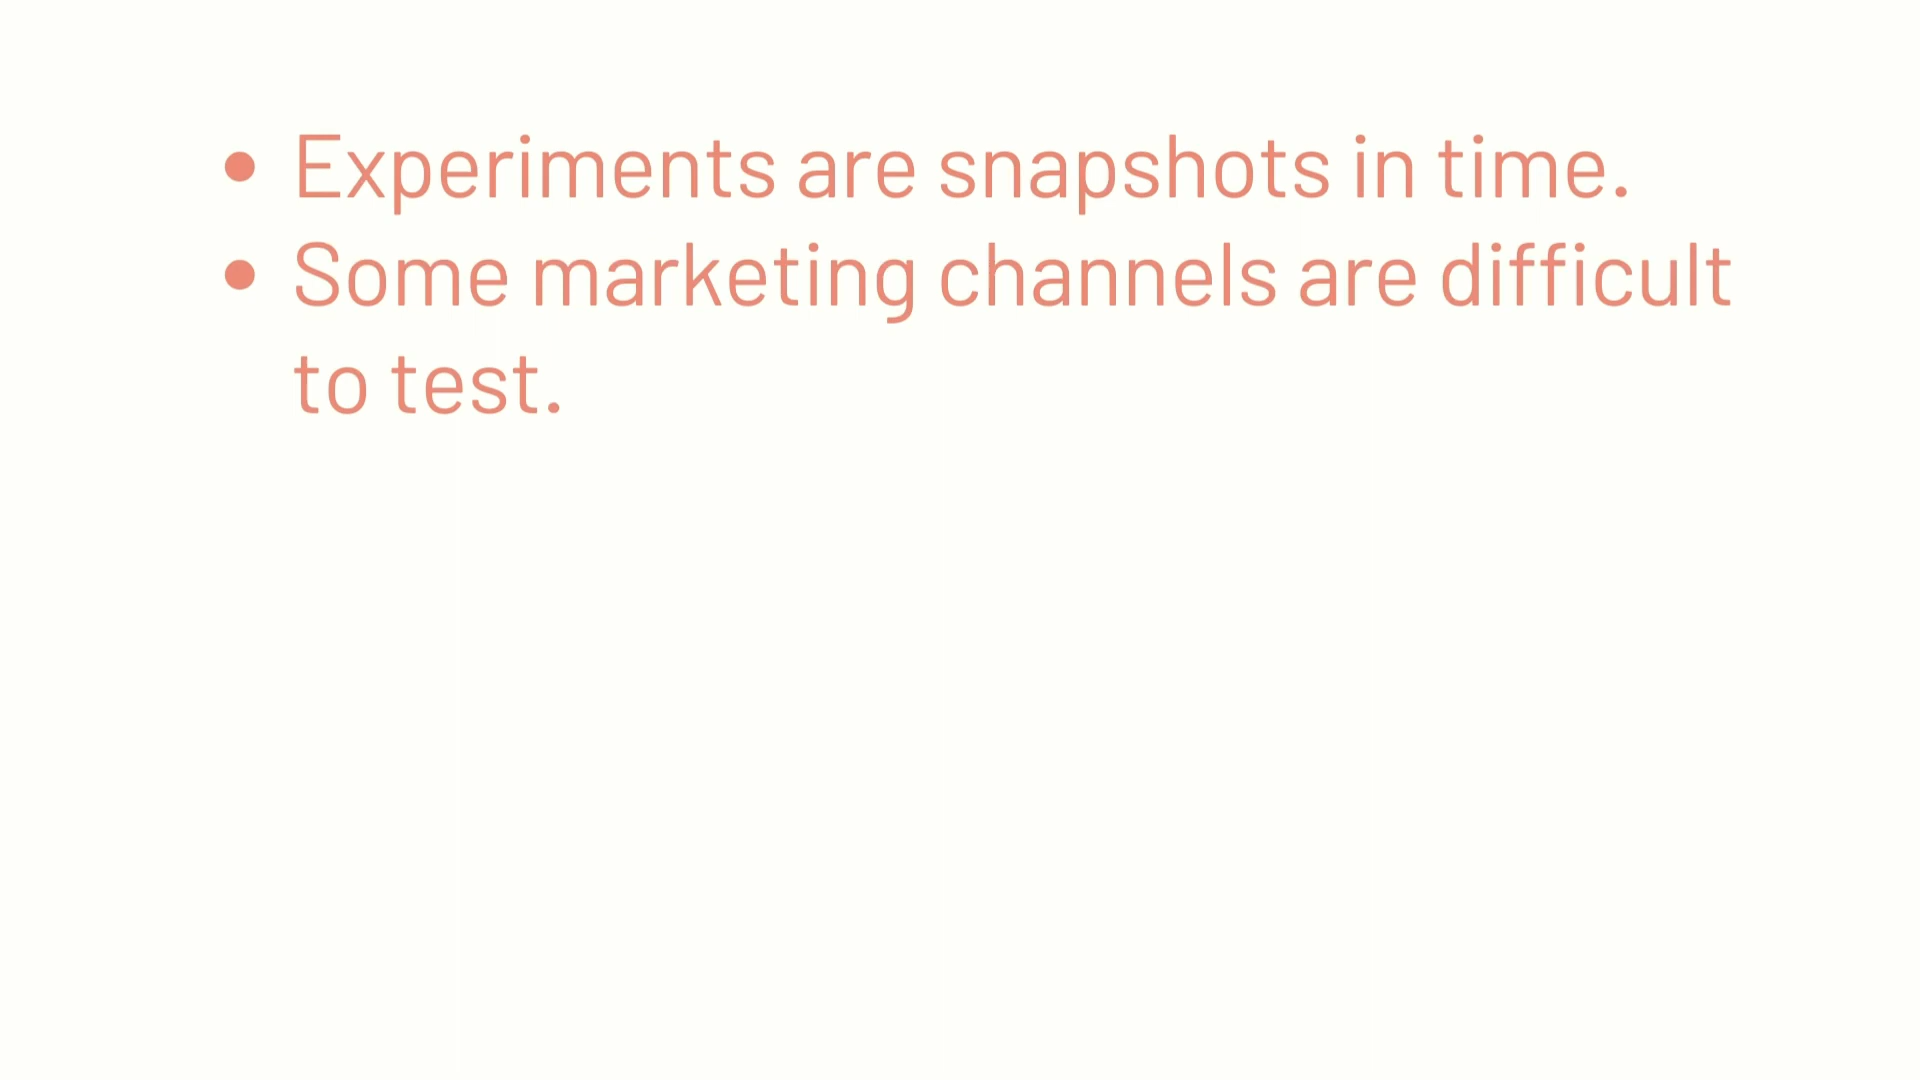 • Experiments are snapshots in time.
• Some marketing channels are difficult
to test.